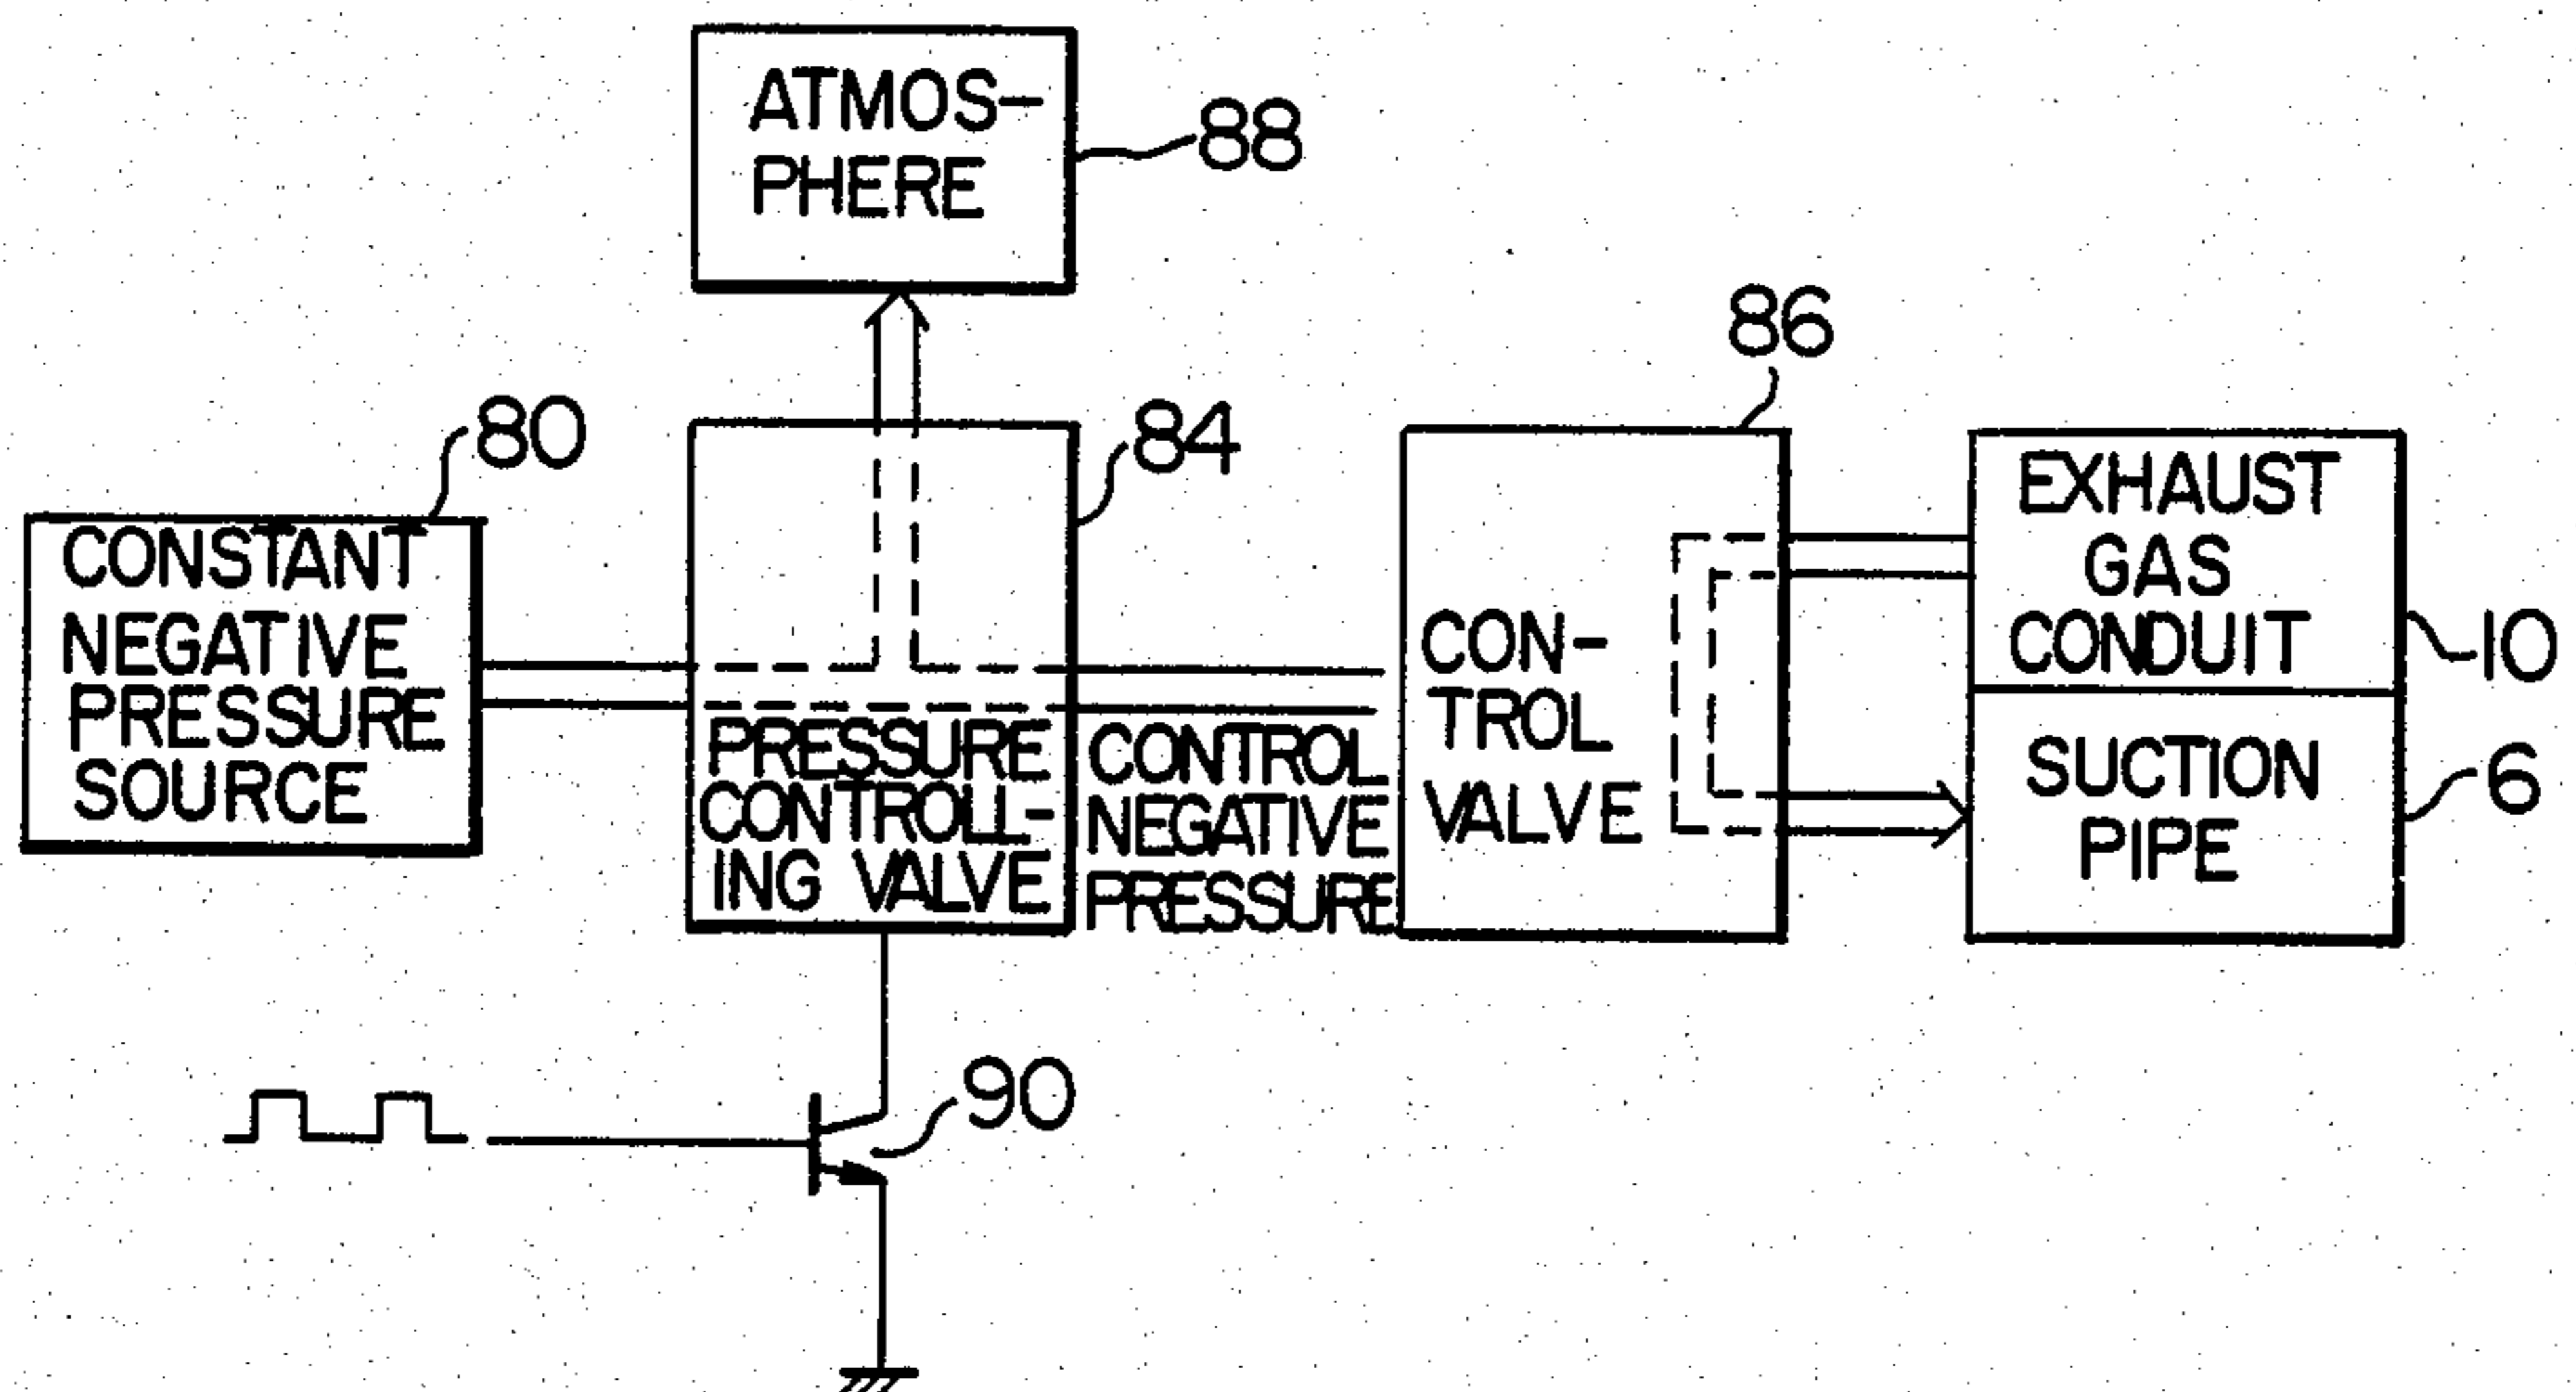 ATMOS-
PHERE
88
86
80
84
CONSTANT
NEGATIVE
PRESSURE
SOURCE
PRESSURE
CONTROLL-
ING VALVE
CONTROL
NEGATIVE
PRESSURE
CON-
TROL
VALVE
EXHAUST
GAS
CONDUIT
10
SUCTION
PIPE
6
90